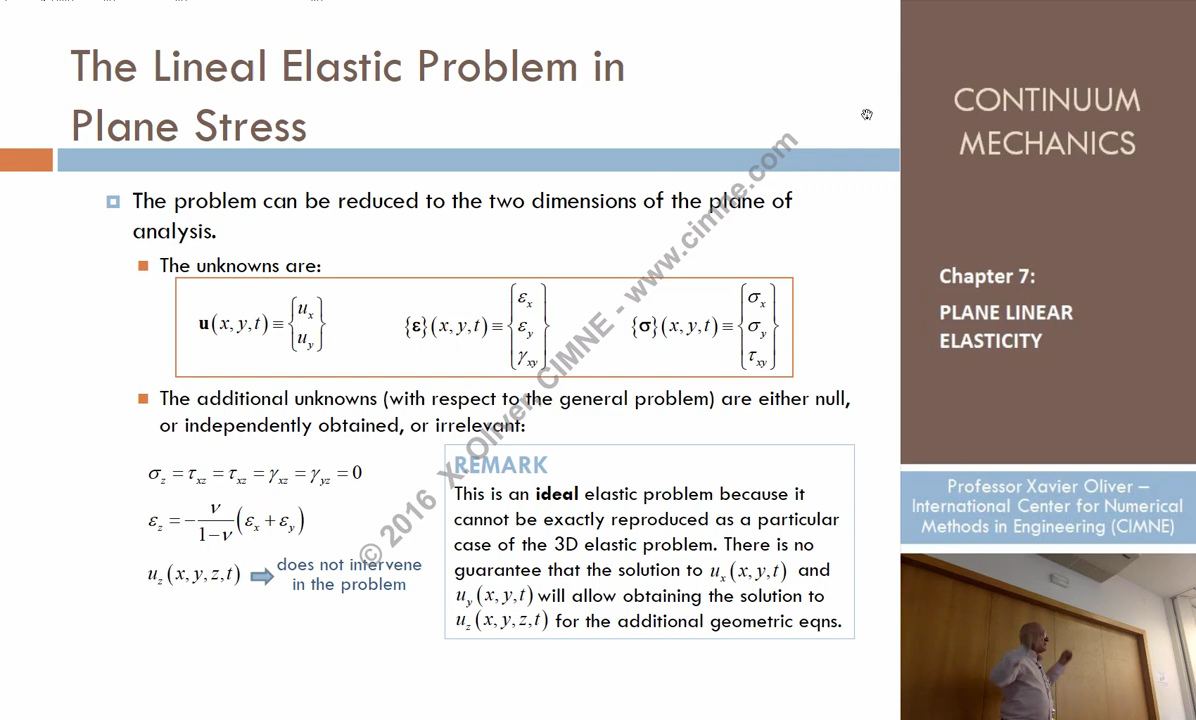 The Lineal Elastic Problem in
Plane Stress
The problem can be reduced to the two dimensions of the plane of
analysis.
The unknowns are:
u(x, y, t) ≡ {u_x u_y}
{ε}(x, y, t) ≡ {ε_x ε_y γ_xy}
{σ}(x, y, t) ≡ {σ_x σ_y τ_xy}
The additional unknowns (with respect to the general problem) are either null,
or independently obtained, or irrelevant:
σ_z = τ_xz = τ_xz = γ_xz = γ_yz = 0
ε_z = −ν/(1−ν) (ε_x + ε_y)
u_z(x, y, z, t)
does not intervene
in the problem
REMARK
This is an ideal elastic problem because it
cannot be exactly reproduced as a particular
case of the 3D elastic problem. There is no
guarantee that the solution to u_x(x, y, t) and
u_y(x, y, t) will allow obtaining the solution to
u_z(x, y, z, t) for the additional geometric eqns.
© 2016 X. Oliver CIMNE - www.cimne.com
CONTINUUM
MECHANICS
Chapter 7:
PLANE LINEAR
ELASTICITY
Professor Xavier Oliver –
International Center for Numerical
Methods in Engineering (CIMNE)